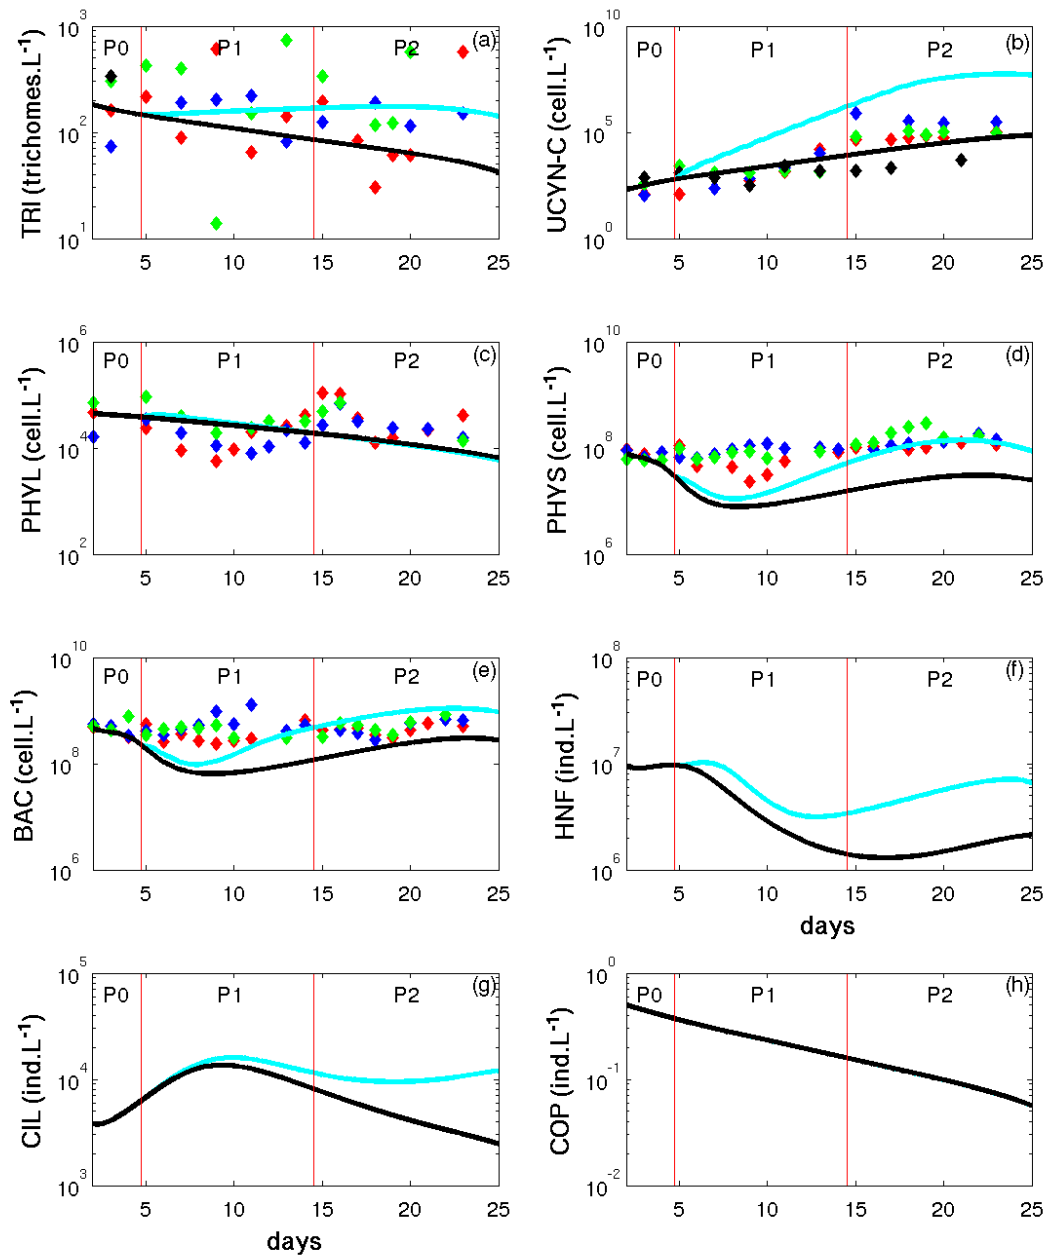 TRI (trichomes.L⁻¹)
10³
10²
10¹
P0
P1
P2
(a)
5 10 15 20 25
UCYN-C (cell.L⁻¹)
10¹⁰
10⁵
10⁰
P0
P1
P2
(b)
5 10 15 20 25
PHYL (cell.L⁻¹)
10⁶
10⁴
10²
P0
P1
P2
(c)
5 10 15 20 25
PHYS (cell.L⁻¹)
10¹⁰
10⁸
10⁶
P0
P1
P2
(d)
5 10 15 20 25
BAC (cell.L⁻¹)
10¹⁰
10⁸
10⁶
P0
P1
P2
(e)
5 10 15 20 25
HNF (ind.L⁻¹)
10⁸
10⁷
10⁶
P0
P1
P2
(f)
5 10 15 20 25
days
CIL (ind.L⁻¹)
10⁵
10⁴
10³
P0
P1
P2
(g)
5 10 15 20 25
days
COP (ind.L⁻¹)
10⁰
10⁻¹
10⁻²
P0
P1
P2
(h)
5 10 15 20 25